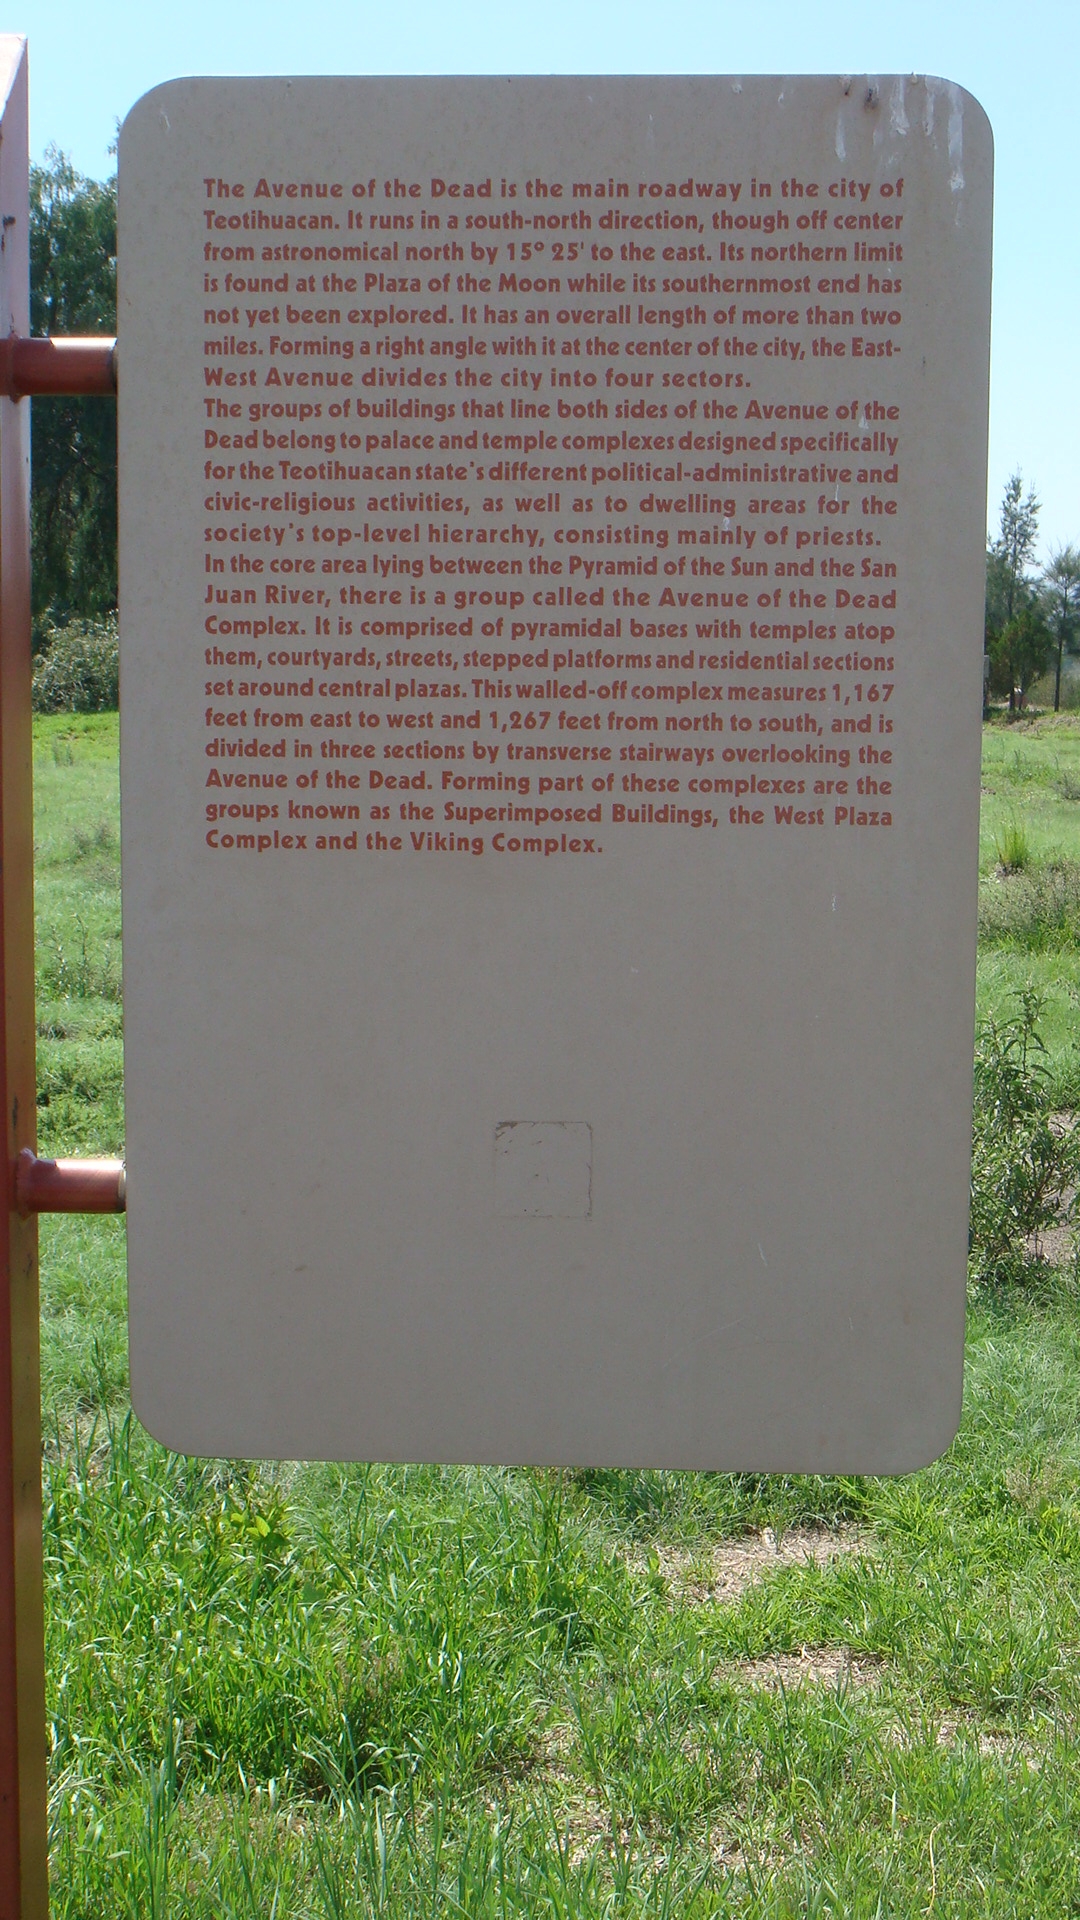 The Avenue of the Dead is the main roadway in the city of
Teotihuacan. It runs in a south-north direction, though off center
from astronomical north by 15° 25' to the east. Its northern limit
is found at the Plaza of the Moon while its southernmost end has
not yet been explored. It has an overall length of more than two
miles. Forming a right angle with it at the center of the city, the East-
West Avenue divides the city into four sectors.
The groups of buildings that line both sides of the Avenue of the
Dead belong to palace and temple complexes designed specifically
for the Teotihuacan state's different political-administrative and
civic-religious activities, as well as to dwelling areas for the
society's top-level hierarchy, consisting mainly of priests.
In the core area lying between the Pyramid of the Sun and the San
Juan River, there is a group called the Avenue of the Dead
Complex. It is comprised of pyramidal bases with temples atop
them, courtyards, streets, stepped platforms and residential sections
set around central plazas. This walled-off complex measures 1,167
feet from east to west and 1,267 feet from north to south, and is
divided in three sections by transverse stairways overlooking the
Avenue of the Dead. Forming part of these complexes are the
groups known as the Superimposed Buildings, the West Plaza
Complex and the Viking Complex.